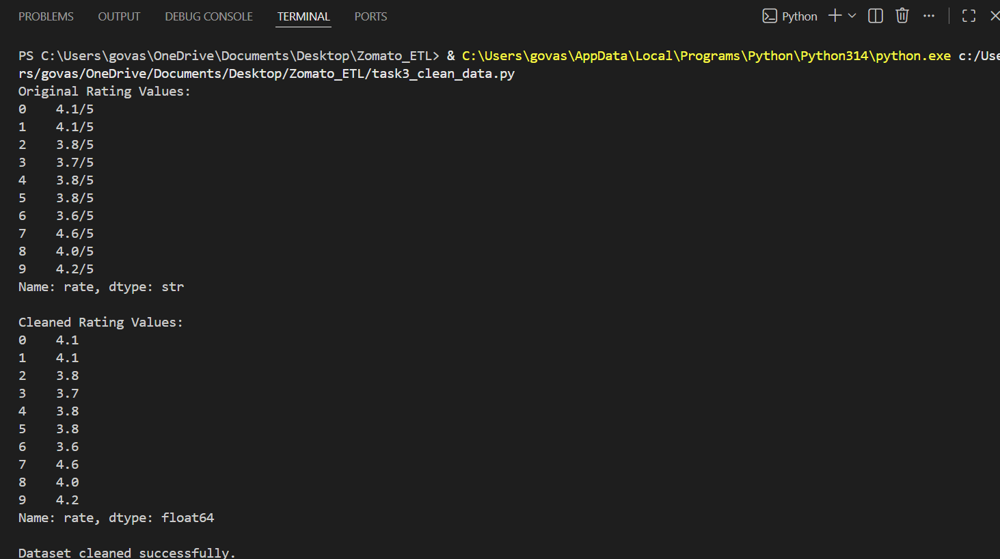 PROBLEMS OUTPUT DEBUG CONSOLE TERMINAL PORTS Python
PS C:\Users\govas\OneDrive\Documents\Desktop\Zomato_ETL> & C:\Users\govas\AppData\Local\Programs\Python\Python314\python.exe c:/Use
rs/govas/OneDrive/Documents/Desktop/Zomato_ETL/task3_clean_data.py
Original Rating Values:
0    4.1/5
1    4.1/5
2    3.8/5
3    3.7/5
4    3.8/5
5    3.8/5
6    3.6/5
7    4.6/5
8    4.0/5
9    4.2/5
Name: rate, dtype: str

Cleaned Rating Values:
0    4.1
1    4.1
2    3.8
3    3.7
4    3.8
5    3.8
6    3.6
7    4.6
8    4.0
9    4.2
Name: rate, dtype: float64

Dataset cleaned successfully.